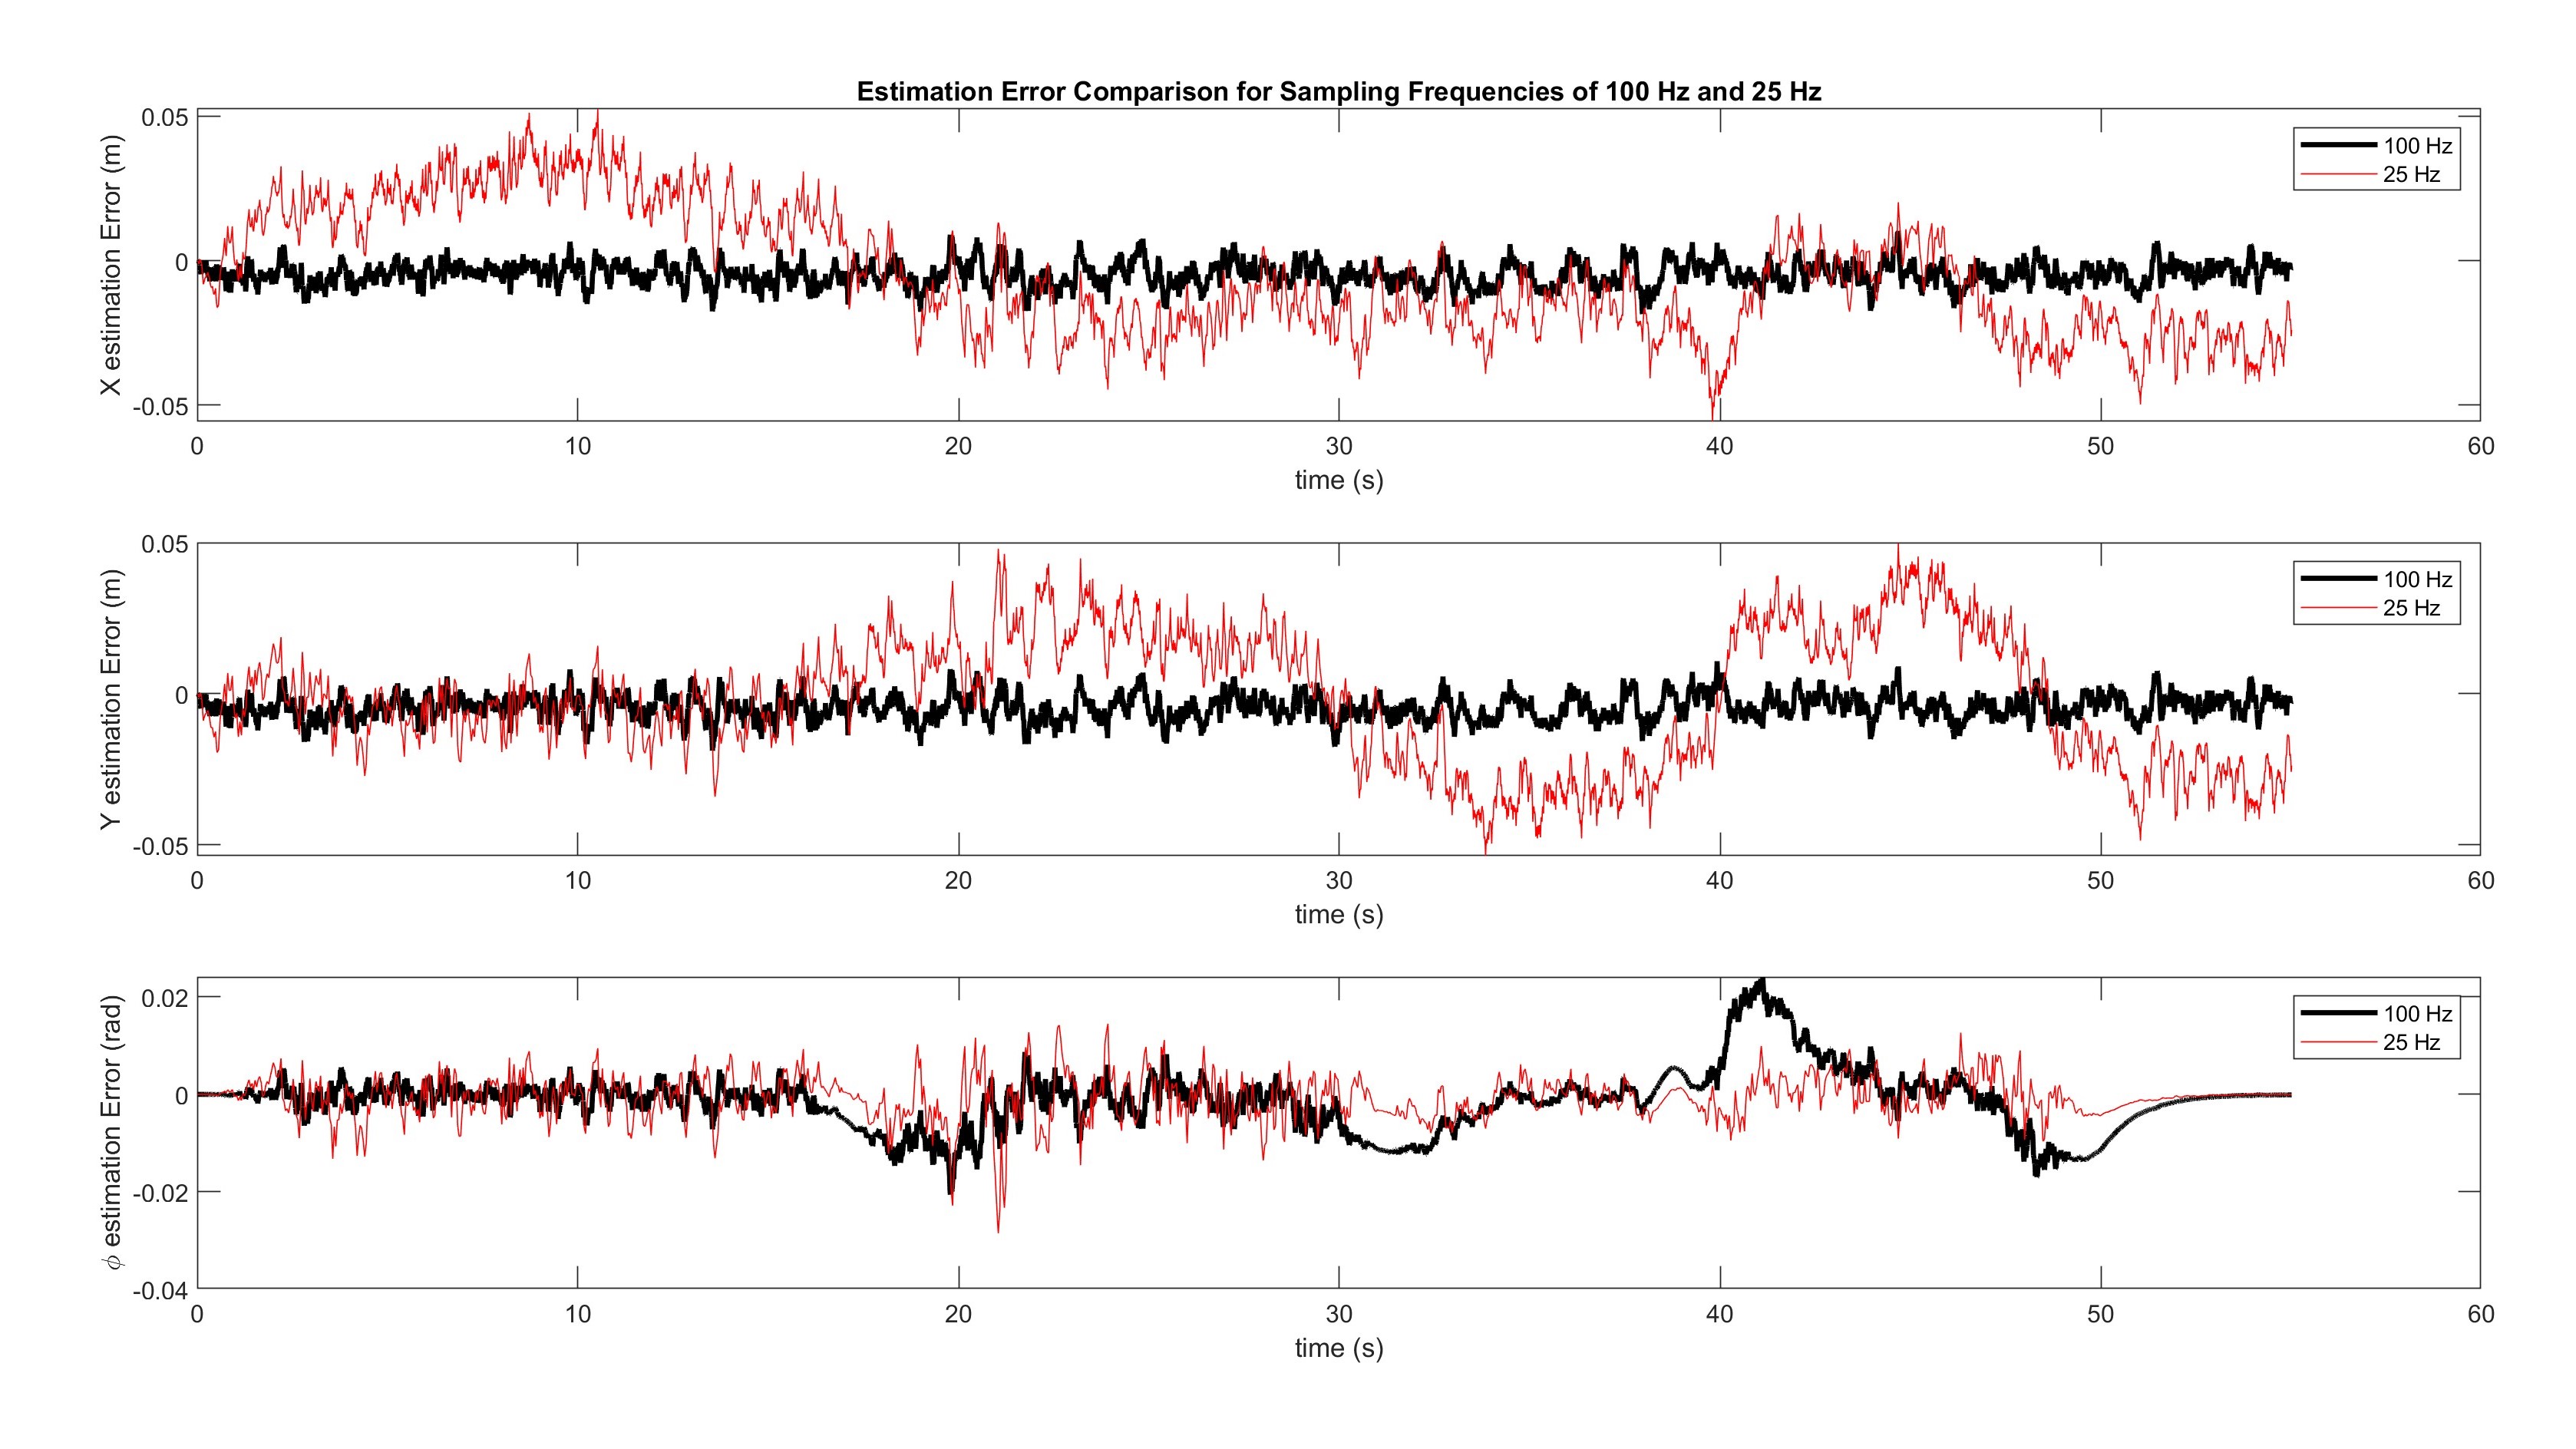 Estimation Error Comparison for Sampling Frequencies of 100 Hz and 25 Hz
X estimation Error (m)
0.05
0
-0.05
0 10 20 30 40 50 60
time (s)
100 Hz
25 Hz
Y estimation Error (m)
0.05
0
-0.05
0 10 20 30 40 50 60
time (s)
100 Hz
25 Hz
ϕ estimation Error (rad)
0.02
0
-0.02
-0.04
0 10 20 30 40 50 60
time (s)
100 Hz
25 Hz